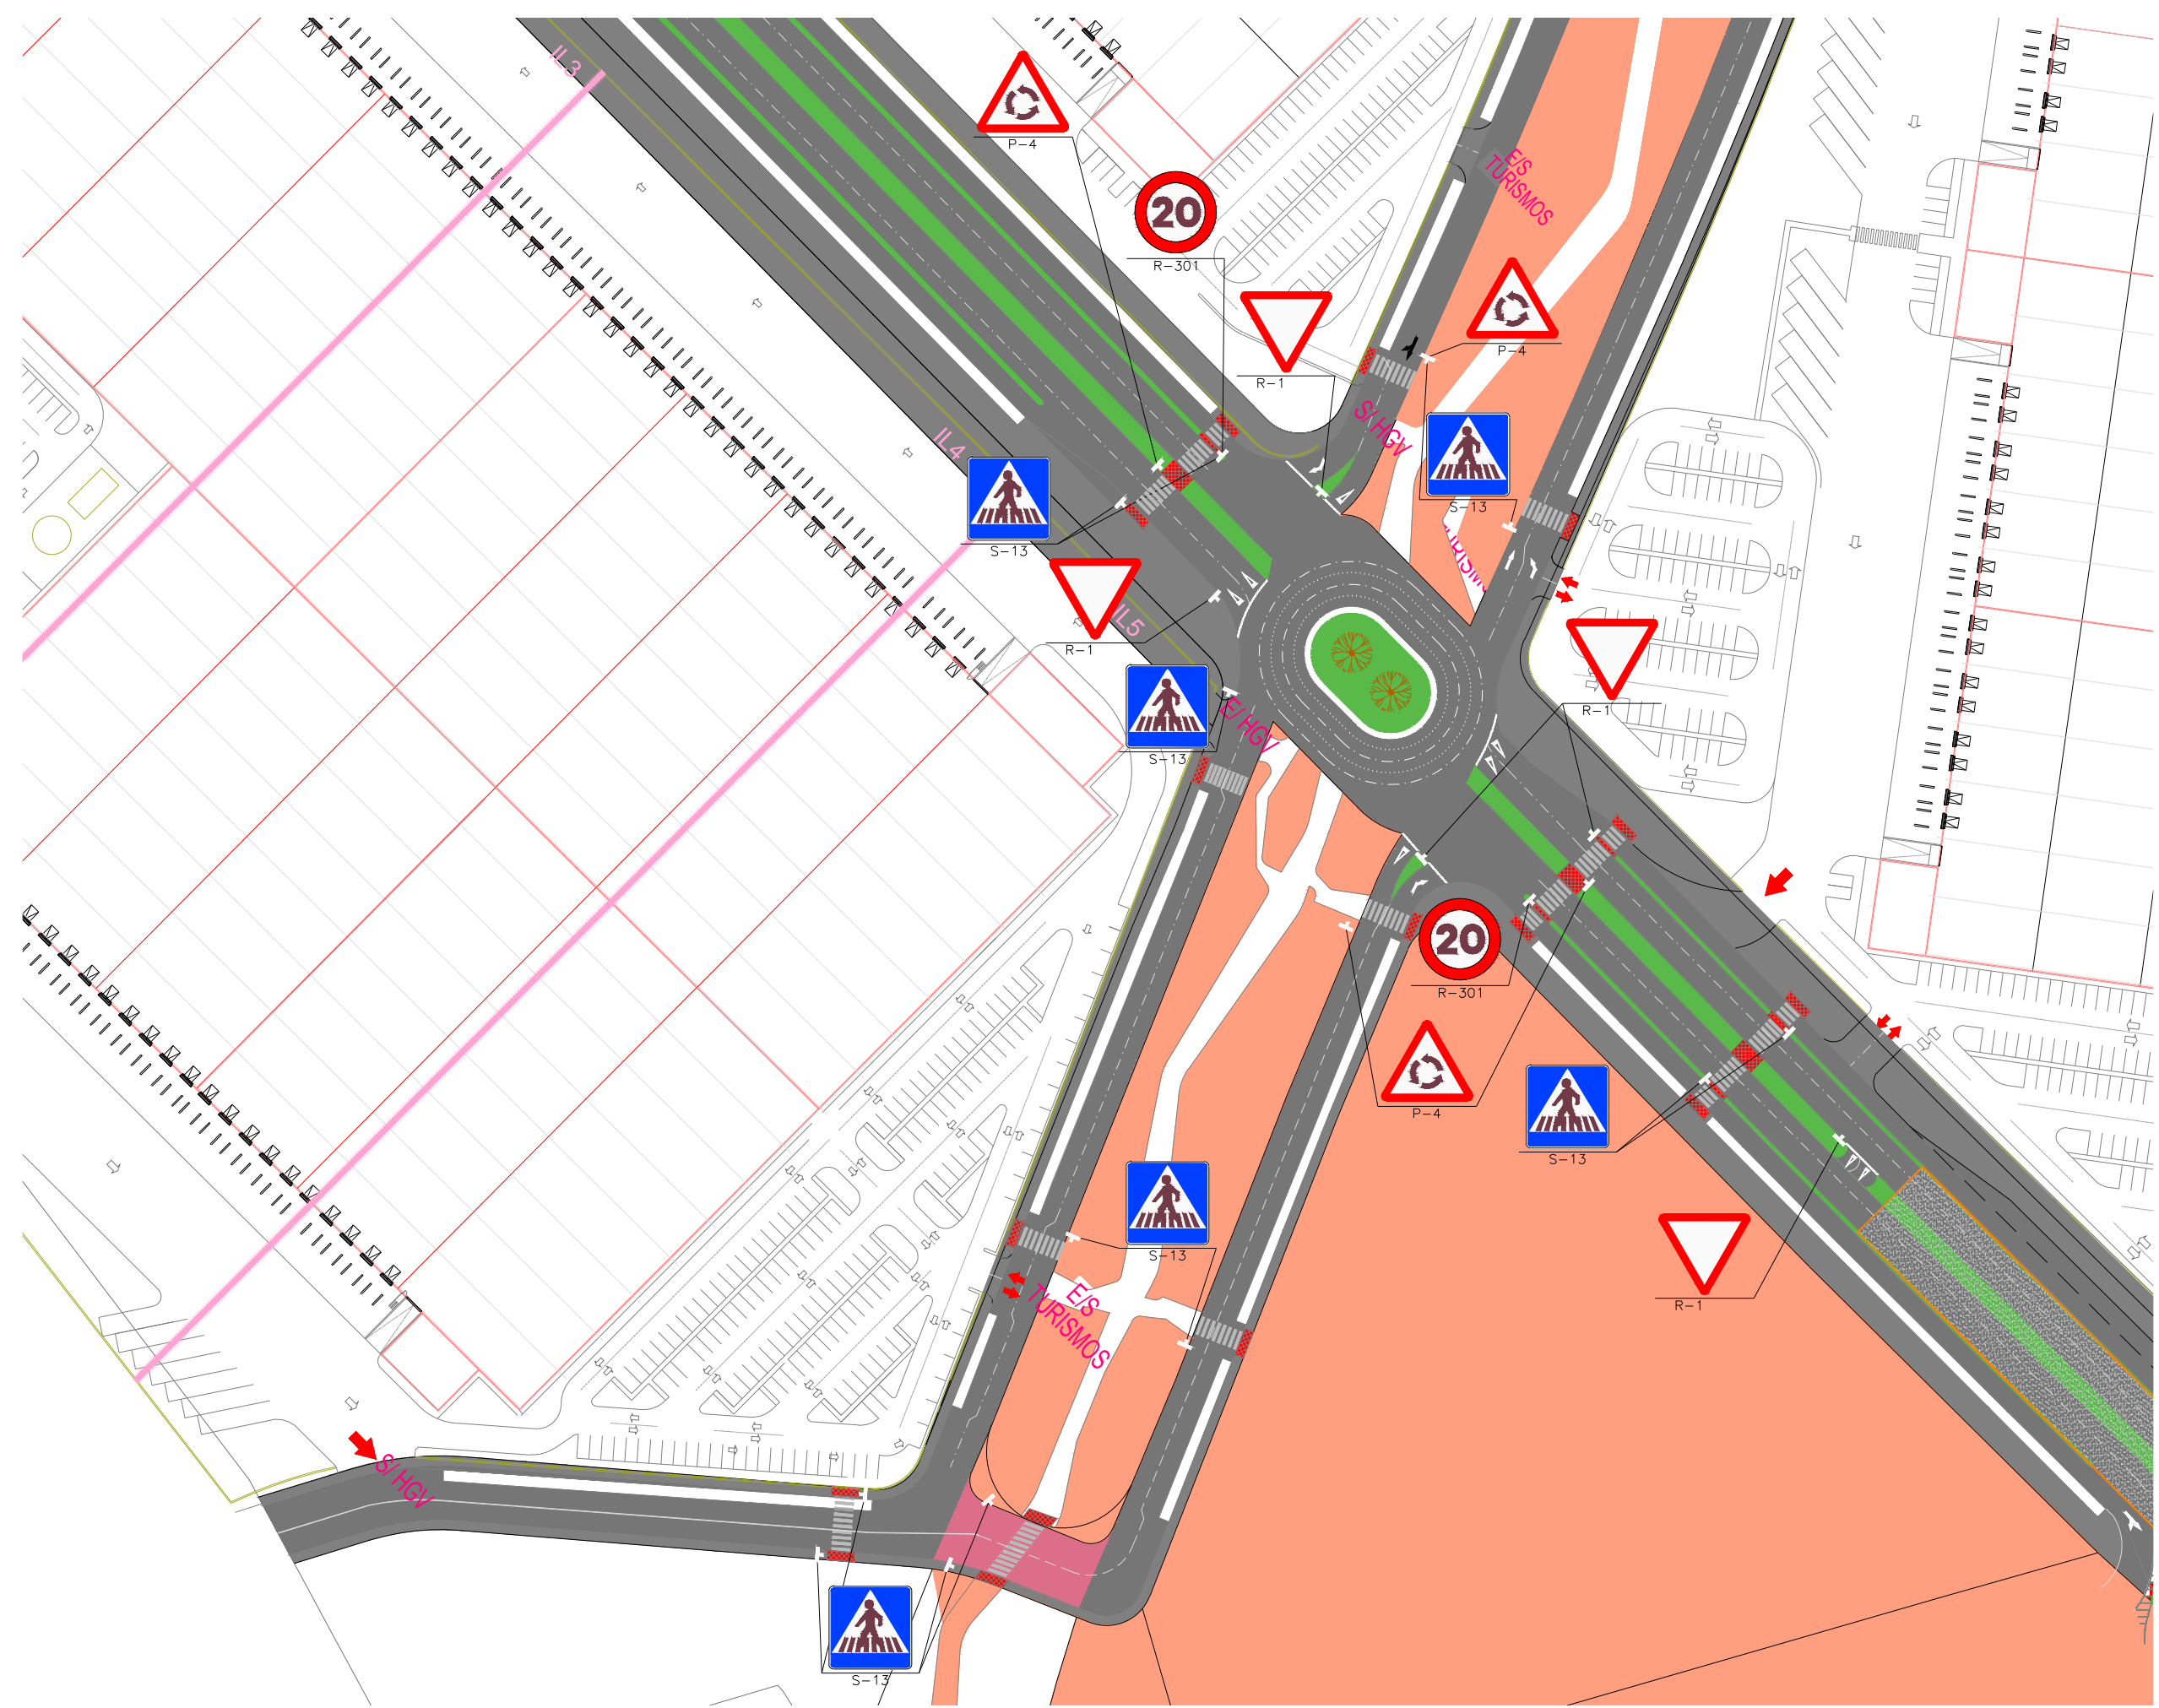 IL3
P-4
E/S
TURISMOS
20
R-301
P-4
R-1
S/ HGV
IL4
S-13
S-13
IL5
R-1
R-1
E/ HGV
S-13
20
R-301
P-4
S-13
S-13
E/S
TURISMOS
R-1
S/ HGV
S-13